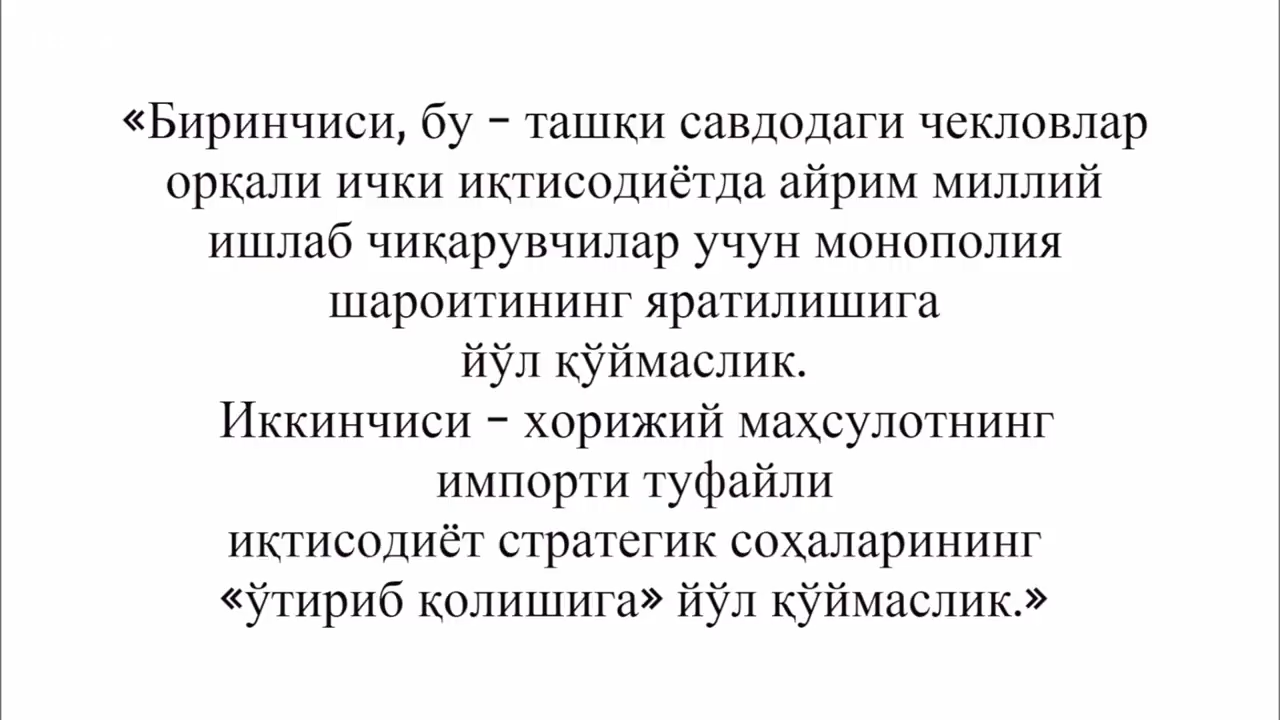 «Биринчиси, бу – ташқи савдодаги чекловлар
орқали ички иқтисодиётда айрим миллий
ишлаб чиқарувчилар учун монополия
шароитининг яратилишига
йўл қўймаслик.
Иккинчиси – хорижий маҳсулотнинг
импорти туфайли
иқтисодиёт стратегик соҳаларининг
«ўтириб қолишига» йўл қўймаслик.»